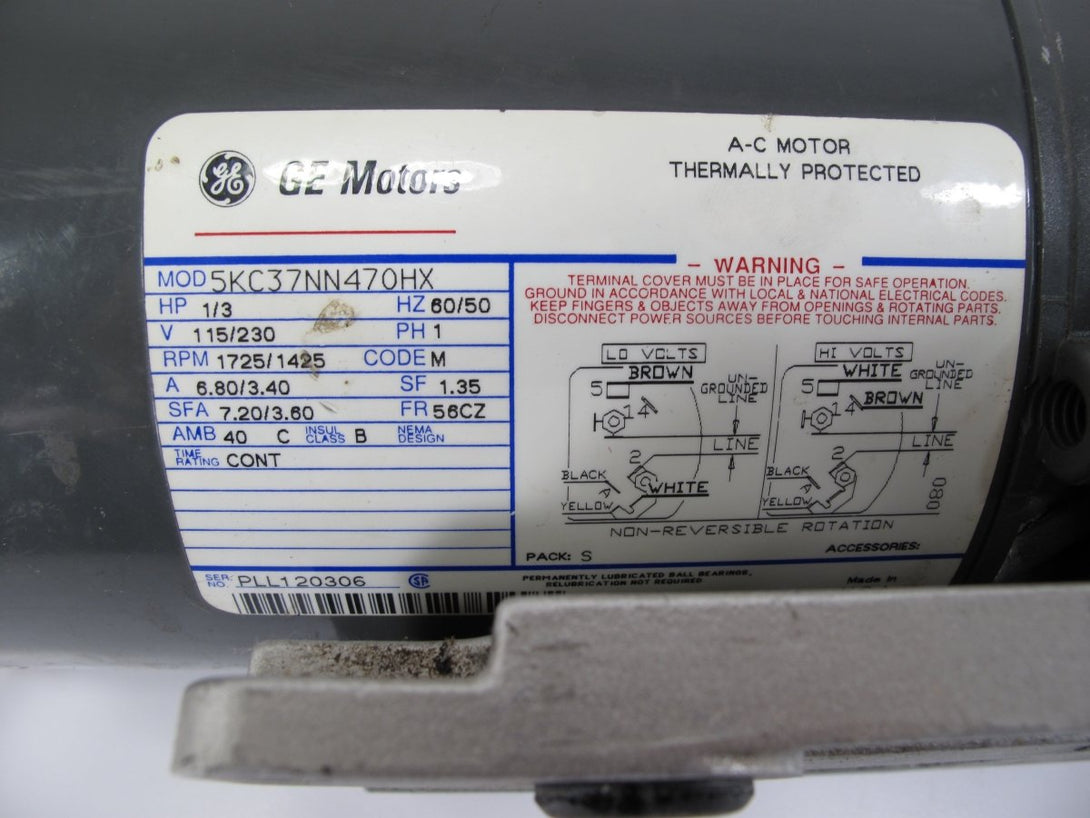 GE GE Motors
A-C MOTOR
THERMALLY PROTECTED
MOD 5KC37NN470HX
HP 1/3 HZ 60/50
V 115/230 PH 1
RPM 1725/1425 CODE M
A 6.80/3.40 SF 1.35
SFA 7.20/3.60 FR 56CZ
AMB 40 C INSUL CLASS B NEMA DESIGN
TIME RATING CONT
- WARNING -
TERMINAL COVER MUST BE IN PLACE FOR SAFE OPERATION.
GROUND IN ACCORDANCE WITH LOCAL & NATIONAL ELECTRICAL CODES.
KEEP FINGERS & OBJECTS AWAY FROM OPENINGS & ROTATING PARTS.
DISCONNECT POWER SOURCES BEFORE TOUCHING INTERNAL PARTS.
LO VOLTS
BROWN
5
14
UN-
GROUNDED
LINE
LINE
2
BLACK
WHITE
YELLOW
HI VOLTS
WHITE
5
14
BROWN
UN-
GROUNDED
LINE
LINE
2
BLACK
YELLOW
080
NON-REVERSIBLE ROTATION
PACK: S
ACCESSORIES:
SER. NO. PLL120306
PERMANENTLY LUBRICATED BALL BEARINGS,
RELUBRICATION NOT REQUIRED
Made in